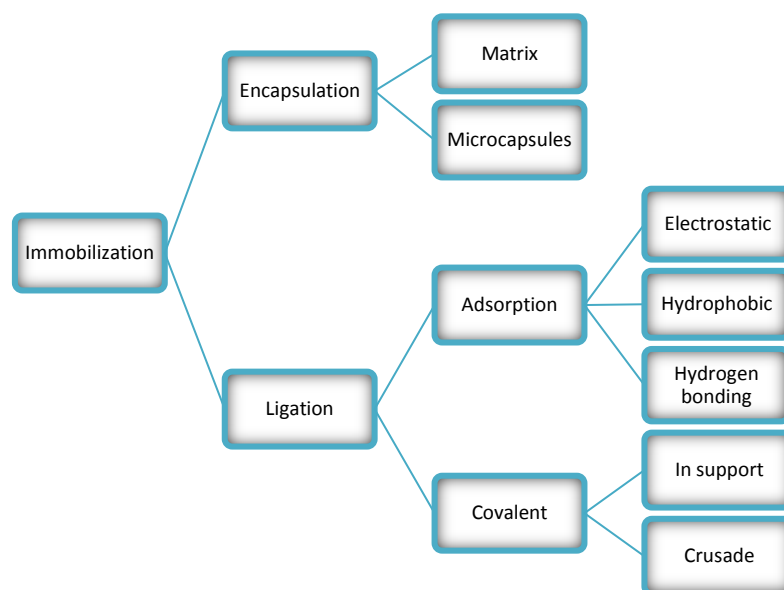 Matrix
Encapsulation
Microcapsules
Immobilization
Electrostatic
Adsorption
Hydrophobic
Hydrogen
bonding
Ligation
In support
Covalent
Crusade